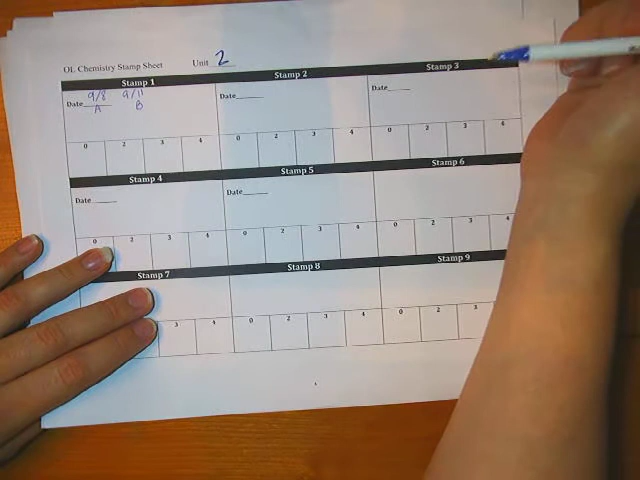 OL Chemistry Stamp Sheet Unit 2
Stamp 1 Stamp 2 Stamp 3
Date 9/8 9/11 Date Date
A B
0 2 3 4 0 2 3 4 0 2 3 4
Stamp 4 Stamp 5 Stamp 6
Date Date
0 2 3 4 0 2 3 4 0 2 3 4
Stamp 7 Stamp 8 Stamp 9
3 4 0 2 3 4 0 2 3